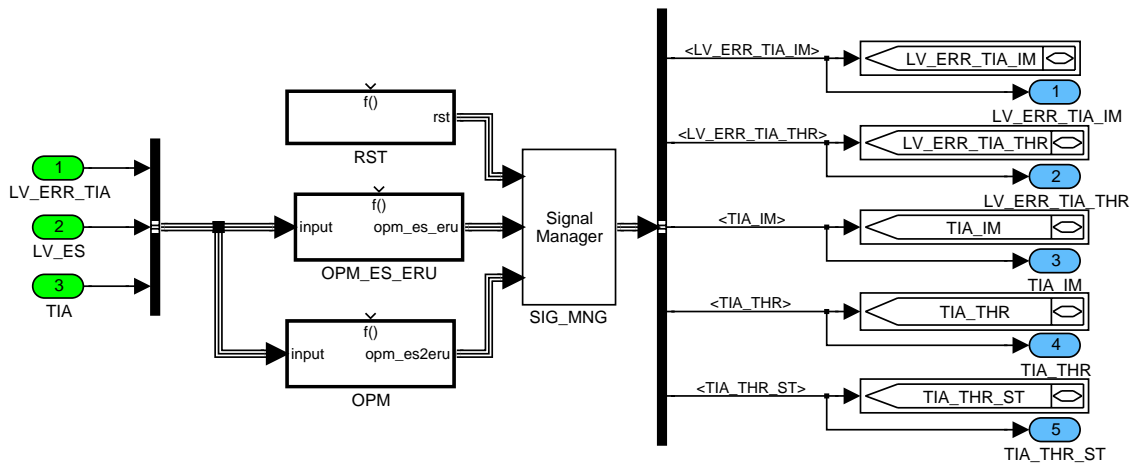 1
LV_ERR_TIA
2
LV_ES
3
TIA
f()
rst
RST
f()
input
opm_es_eru
OPM_ES_ERU
f()
input
opm_es2eru
OPM
Signal
Manager
SIG_MNG
<LV_ERR_TIA_IM>
LV_ERR_TIA_IM
1
LV_ERR_TIA_IM
<LV_ERR_TIA_THR>
LV_ERR_TIA_THR
2
LV_ERR_TIA_THR
<TIA_IM>
TIA_IM
3
TIA_IM
<TIA_THR>
TIA_THR
4
TIA_THR
<TIA_THR_ST>
TIA_THR_ST
5
TIA_THR_ST